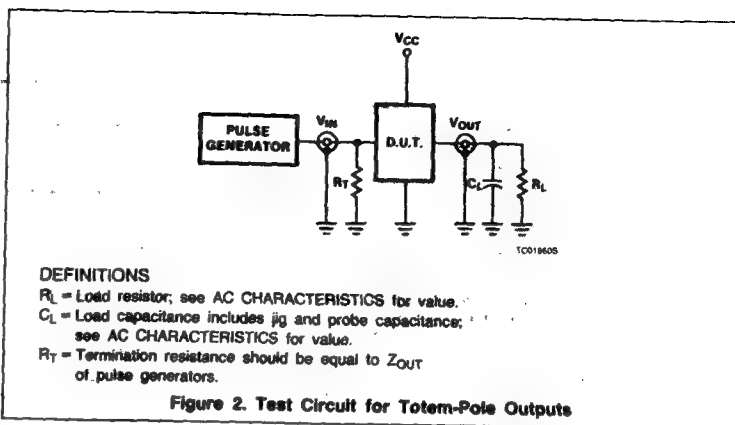 VCC
PULSE
GENERATOR
VIN
D.U.T.
VOUT
RT
CL
RL
TC01960S
DEFINITIONS
RL = Load resistor; see AC CHARACTERISTICS for value.
CL = Load capacitance includes jig and probe capacitance;
see AC CHARACTERISTICS for value.
RT = Termination resistance should be equal to ZOUT
of pulse generators.
Figure 2. Test Circuit for Totem-Pole Outputs